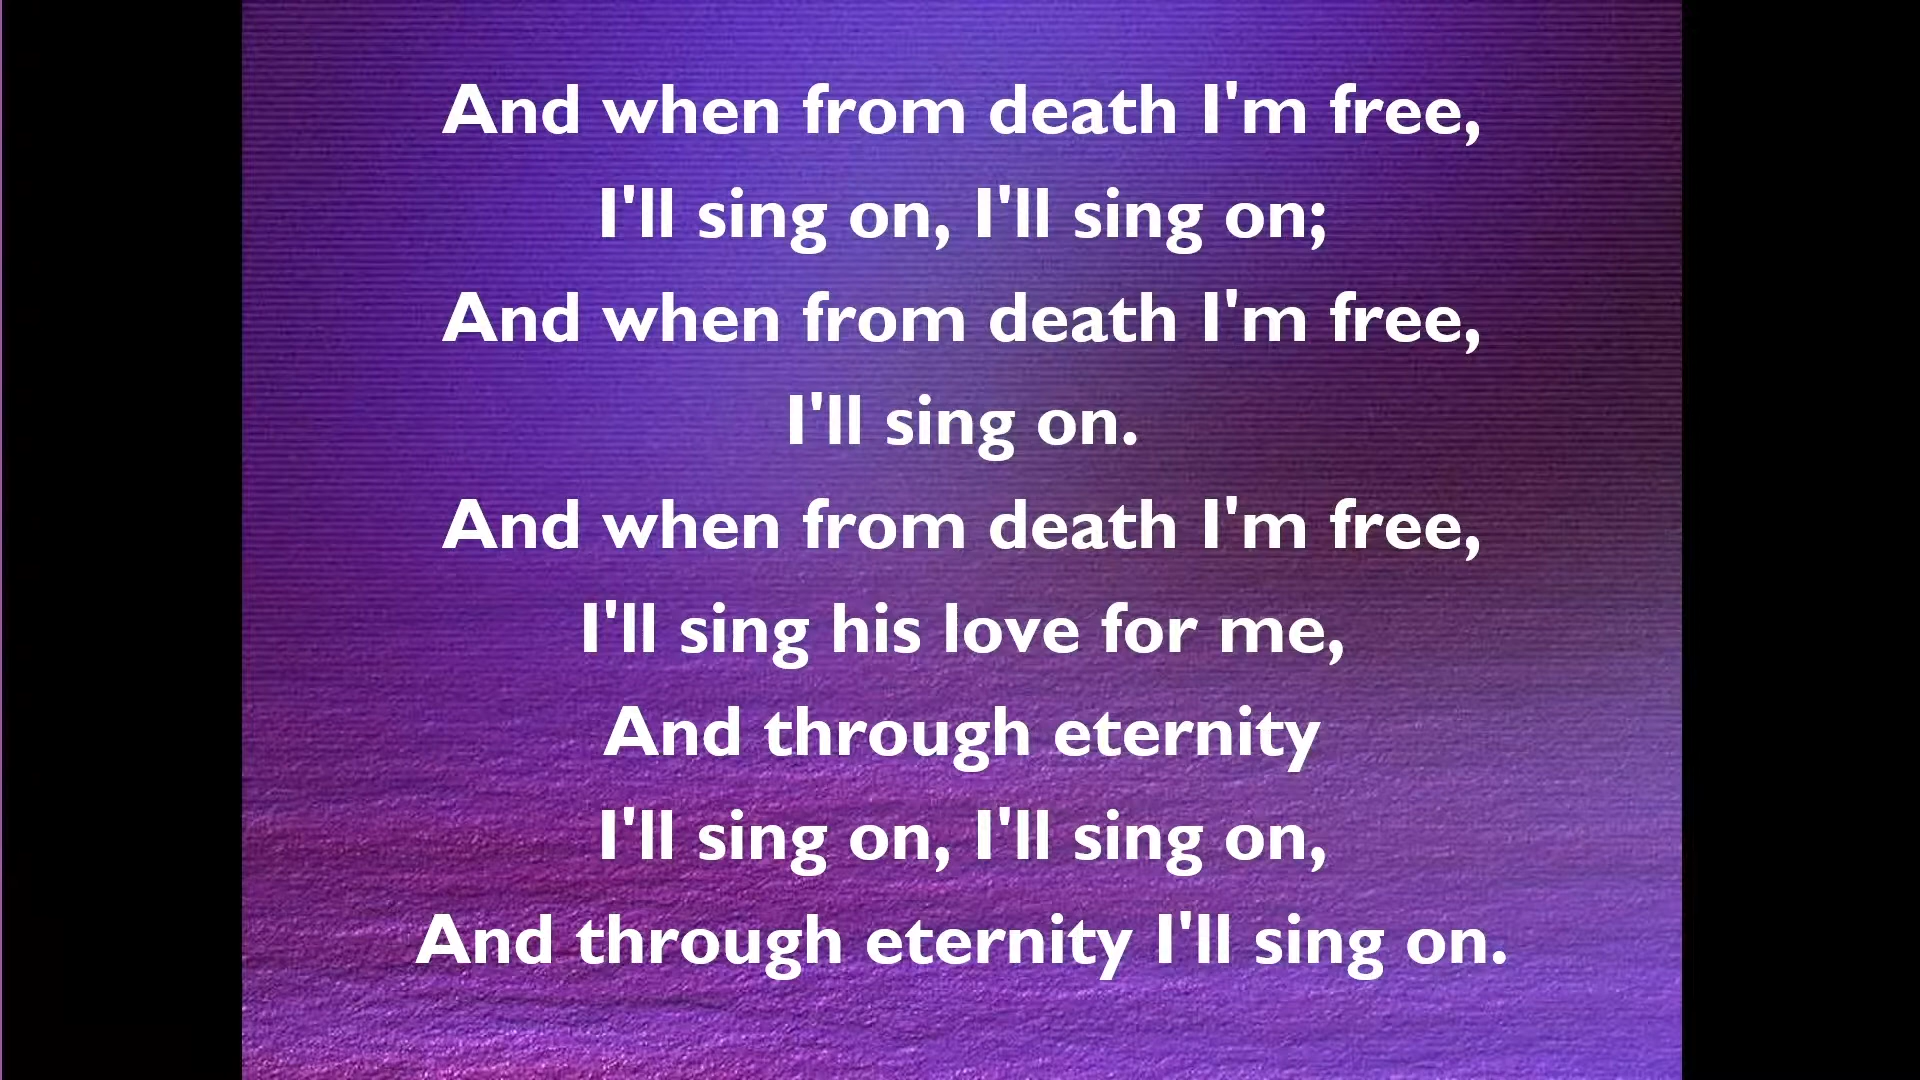 And when from death I'm free,
I'll sing on, I'll sing on;
And when from death I'm free,
I'll sing on.
And when from death I'm free,
I'll sing his love for me,
And through eternity
I'll sing on, I'll sing on,
And through eternity I'll sing on.